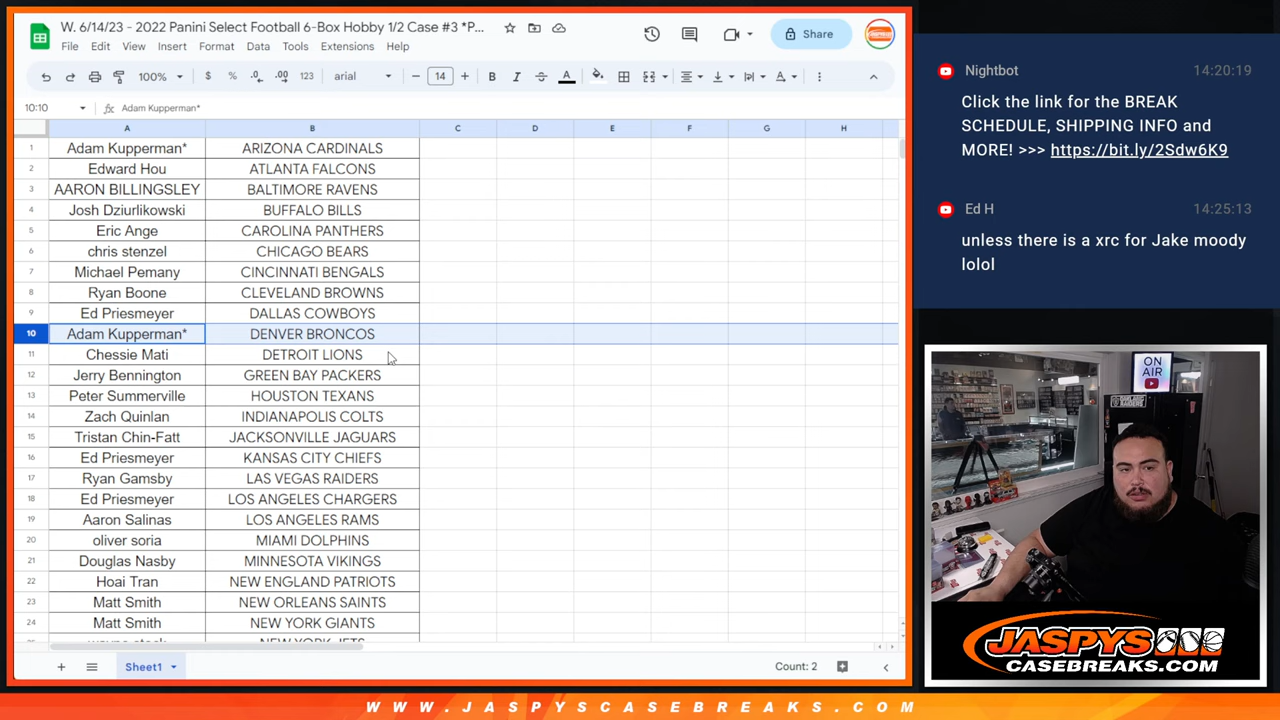 W. 6/14/23 - 2022 Panini Select Football 6-Box Hobby 1/2 Case #3 *P...
File Edit View Insert Format Data Tools Extensions Help
Share
100% $ % .0 .00 123 arial 14 B I A
10:10 fx Adam Kupperman*
A B C D E F G H
1 Adam Kupperman* ARIZONA CARDINALS
2 Edward Hou ATLANTA FALCONS
3 AARON BILLINGSLEY BALTIMORE RAVENS
4 Josh Dziurlikowski BUFFALO BILLS
5 Eric Ange CAROLINA PANTHERS
6 chris stenzel CHICAGO BEARS
7 Michael Pemany CINCINNATI BENGALS
8 Ryan Boone CLEVELAND BROWNS
9 Ed Priesmeyer DALLAS COWBOYS
10 Adam Kupperman* DENVER BRONCOS
11 Chessie Mati DETROIT LIONS
12 Jerry Bennington GREEN BAY PACKERS
13 Peter Summerville HOUSTON TEXANS
14 Zach Quinlan INDIANAPOLIS COLTS
15 Tristan Chin-Fatt JACKSONVILLE JAGUARS
16 Ed Priesmeyer KANSAS CITY CHIEFS
17 Ryan Gamsby LAS VEGAS RAIDERS
18 Ed Priesmeyer LOS ANGELES CHARGERS
19 Aaron Salinas LOS ANGELES RAMS
20 oliver soria MIAMI DOLPHINS
21 Douglas Nasby MINNESOTA VIKINGS
22 Hoai Tran NEW ENGLAND PATRIOTS
23 Matt Smith NEW ORLEANS SAINTS
24 Matt Smith NEW YORK GIANTS
NEW YORK JETS
Sheet1
Count: 2
Nightbot 14:20:19
Click the link for the BREAK
SCHEDULE, SHIPPING INFO and
MORE! >>> https://bit.ly/2Sdw6K9
Ed H 14:25:13
unless there is a xrc for Jake moody
lolol
ON
AIR
JASPYS
CASEBREAKS.COM
WWW.JASPYSCASEBREAKS.COM